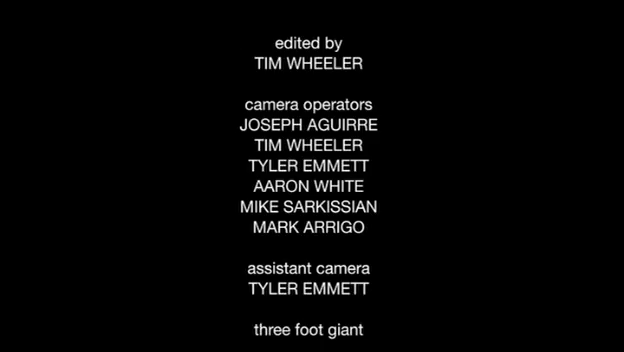 edited by
TIM WHEELER
camera operators
JOSEPH AGUIRRE
TIM WHEELER
TYLER EMMETT
AARON WHITE
MIKE SARKISSIAN
MARK ARRIGO
assistant camera
TYLER EMMETT
three foot giant